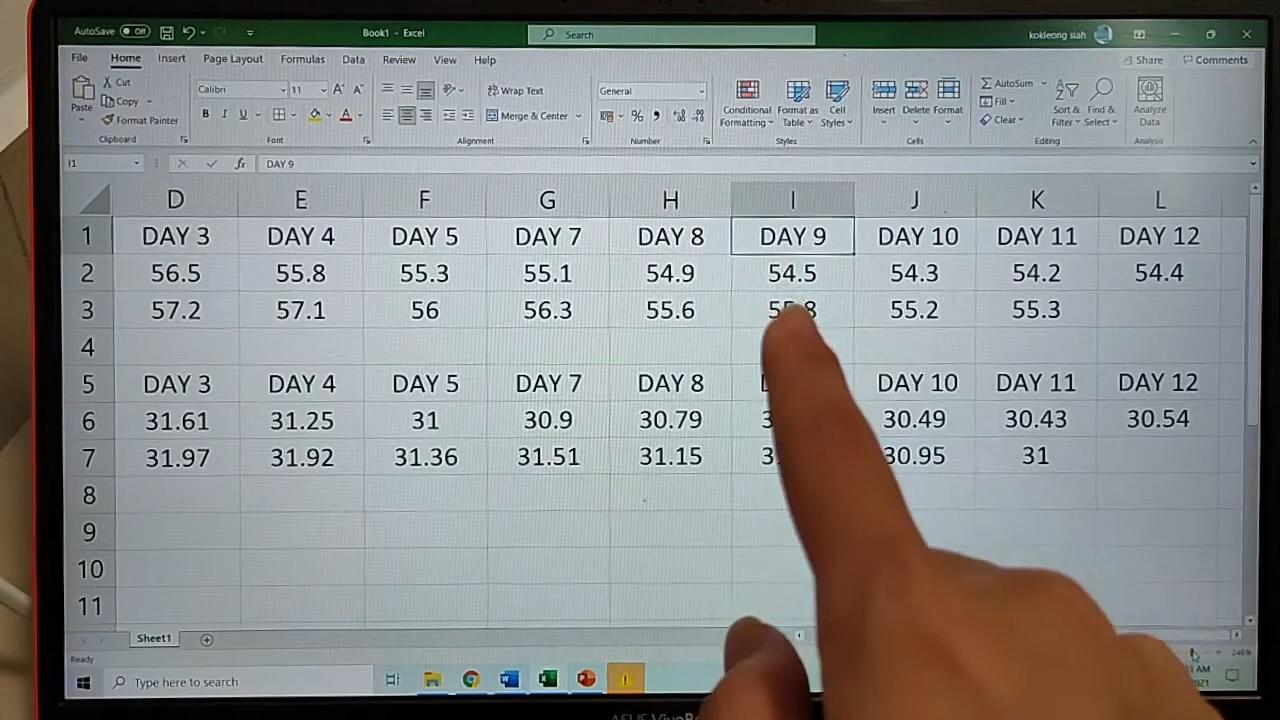 AutoSave Off Book1 - Excel Search kokleong siah
File Home Insert Page Layout Formulas Data Review View Help Share Comments
Paste Cut Copy Format Painter
Calibri 11
B I U A
Wrap Text
Merge & Center
General
% ,
Conditional Formatting Format as Table Cell Styles
Insert Delete Format
AutoSum Fill Clear
Sort & Filter Find & Select
Analyze Data
Clipboard Font Alignment Number Styles Cells Editing Analysis
I1 fx DAY 9
D E F G H I J K L
1 DAY 3 DAY 4 DAY 5 DAY 7 DAY 8 DAY 9 DAY 10 DAY 11 DAY 12
2 56.5 55.8 55.3 55.1 54.9 54.5 54.3 54.2 54.4
3 57.2 57.1 56 56.3 55.6 55.2 55.3
4
5 DAY 3 DAY 4 DAY 5 DAY 7 DAY 8 DAY 10 DAY 11 DAY 12
6 31.61 31.25 31 30.9 30.79 30.49 30.43 30.54
7 31.97 31.92 31.36 31.51 31.15 30.95 31
8
9
10
11
Sheet1
Ready 246%
Type here to search AM
2021